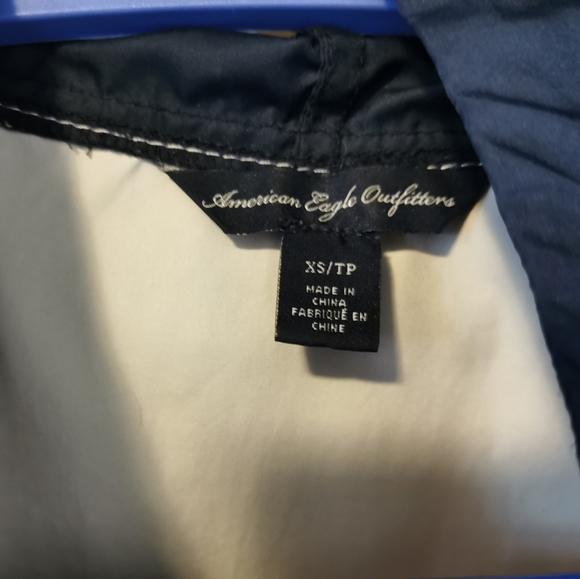 American Eagle Outfitters
XS/TP
MADE IN
CHINA
FABRIQUÉ EN
CHINE